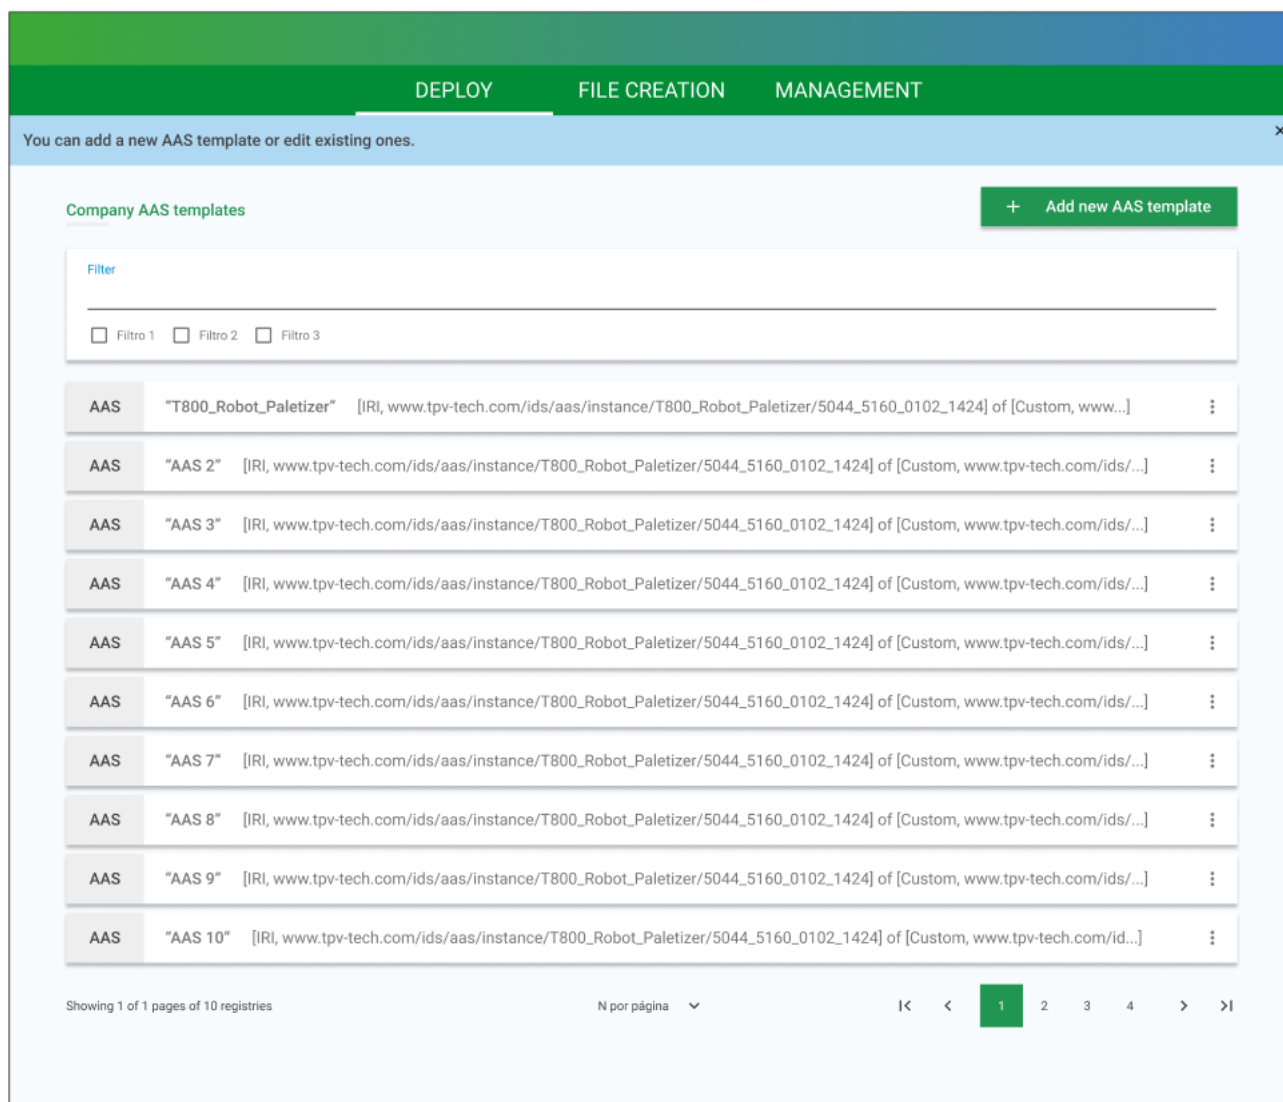 DEPLOY FILE CREATION MANAGEMENT
You can add a new AAS template or edit existing ones.
Company AAS templates
+ Add new AAS template
Filter
Filtro 1 Filtro 2 Filtro 3
AAS “T800_Robot_Paletizer” [IRI, www.tpv-tech.com/ids/aas/instance/T800_Robot_Paletizer/5044_5160_0102_1424] of [Custom, www...]
AAS “AAS 2” [IRI, www.tpv-tech.com/ids/aas/instance/T800_Robot_Paletizer/5044_5160_0102_1424] of [Custom, www.tpv-tech.com/ids/...]
AAS “AAS 3” [IRI, www.tpv-tech.com/ids/aas/instance/T800_Robot_Paletizer/5044_5160_0102_1424] of [Custom, www.tpv-tech.com/ids/...]
AAS “AAS 4” [IRI, www.tpv-tech.com/ids/aas/instance/T800_Robot_Paletizer/5044_5160_0102_1424] of [Custom, www.tpv-tech.com/ids/...]
AAS “AAS 5” [IRI, www.tpv-tech.com/ids/aas/instance/T800_Robot_Paletizer/5044_5160_0102_1424] of [Custom, www.tpv-tech.com/ids/...]
AAS “AAS 6” [IRI, www.tpv-tech.com/ids/aas/instance/T800_Robot_Paletizer/5044_5160_0102_1424] of [Custom, www.tpv-tech.com/ids/...]
AAS “AAS 7” [IRI, www.tpv-tech.com/ids/aas/instance/T800_Robot_Paletizer/5044_5160_0102_1424] of [Custom, www.tpv-tech.com/ids/...]
AAS “AAS 8” [IRI, www.tpv-tech.com/ids/aas/instance/T800_Robot_Paletizer/5044_5160_0102_1424] of [Custom, www.tpv-tech.com/ids/...]
AAS “AAS 9” [IRI, www.tpv-tech.com/ids/aas/instance/T800_Robot_Paletizer/5044_5160_0102_1424] of [Custom, www.tpv-tech.com/ids/...]
AAS “AAS 10” [IRI, www.tpv-tech.com/ids/aas/instance/T800_Robot_Paletizer/5044_5160_0102_1424] of [Custom, www.tpv-tech.com/id...]
Showing 1 of 1 pages of 10 registries N por página 1 2 3 4